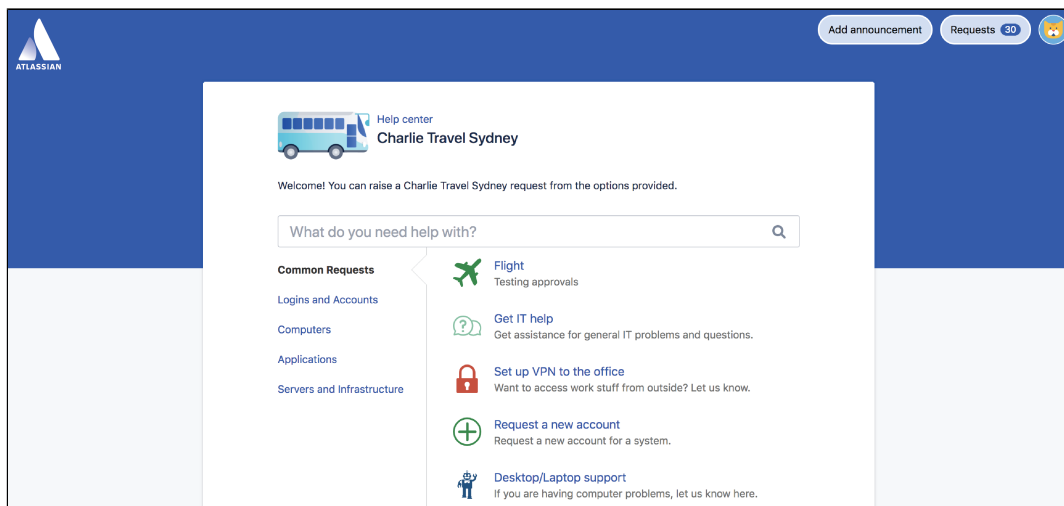 ATLASSIAN
Add announcement
Requests 30
Help center
Charlie Travel Sydney
Welcome! You can raise a Charlie Travel Sydney request from the options provided.
What do you need help with?
Common Requests
Logins and Accounts
Computers
Applications
Servers and Infrastructure
Flight
Testing approvals
Get IT help
Get assistance for general IT problems and questions.
Set up VPN to the office
Want to access work stuff from outside? Let us know.
Request a new account
Request a new account for a system.
Desktop/Laptop support
If you are having computer problems, let us know here.